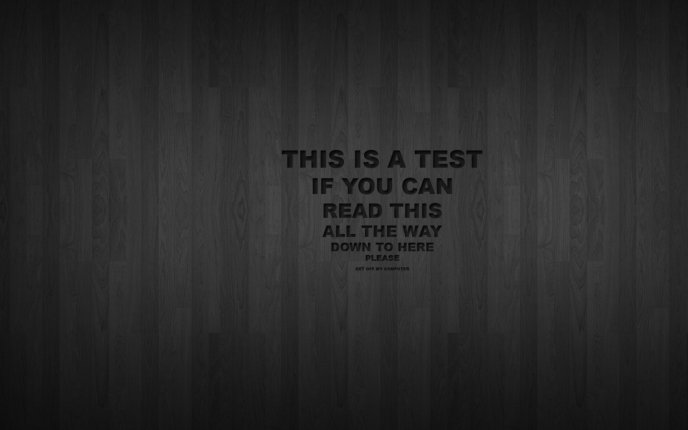 THIS IS A TEST
IF YOU CAN
READ THIS
ALL THE WAY
DOWN TO HERE
PLEASE
GET OFF MY COMPUTER